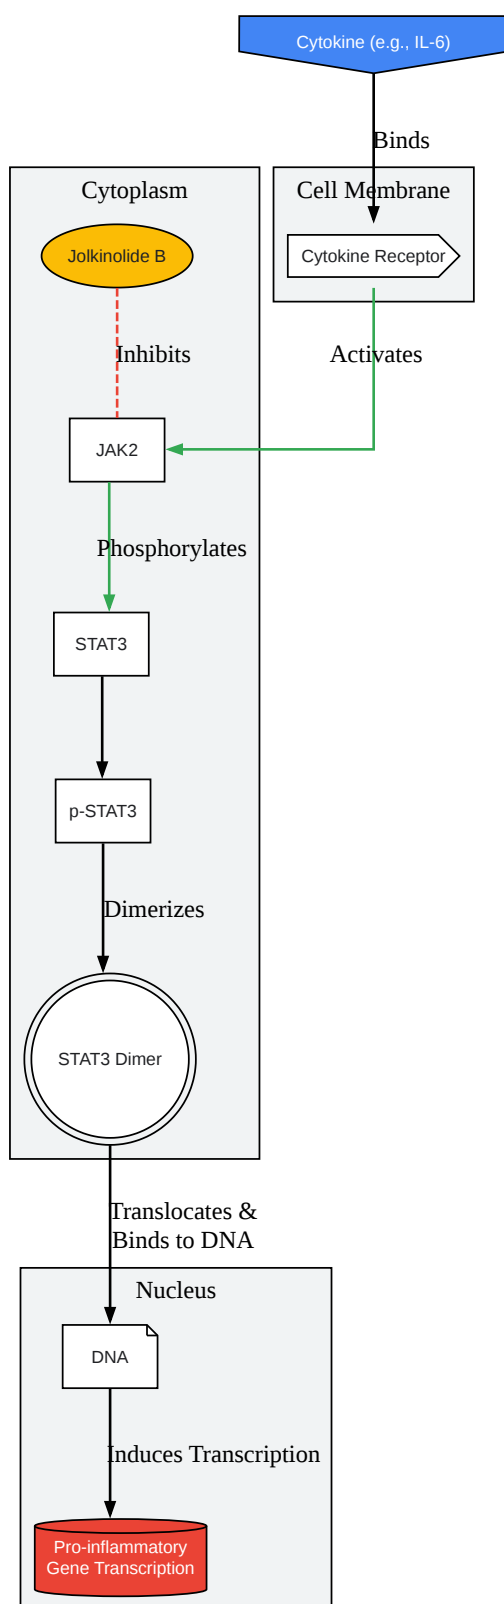 Cytokine (e.g., IL-6)
Binds
Cytoplasm
Cell Membrane
Jolkinolide B
Cytokine Receptor
Inhibits
Activates
JAK2
Phosphorylates
STAT3
p-STAT3
Dimerizes
STAT3 Dimer
Translocates &
Binds to DNA
Nucleus
DNA
Induces Transcription
Pro-inflammatory
Gene Transcription